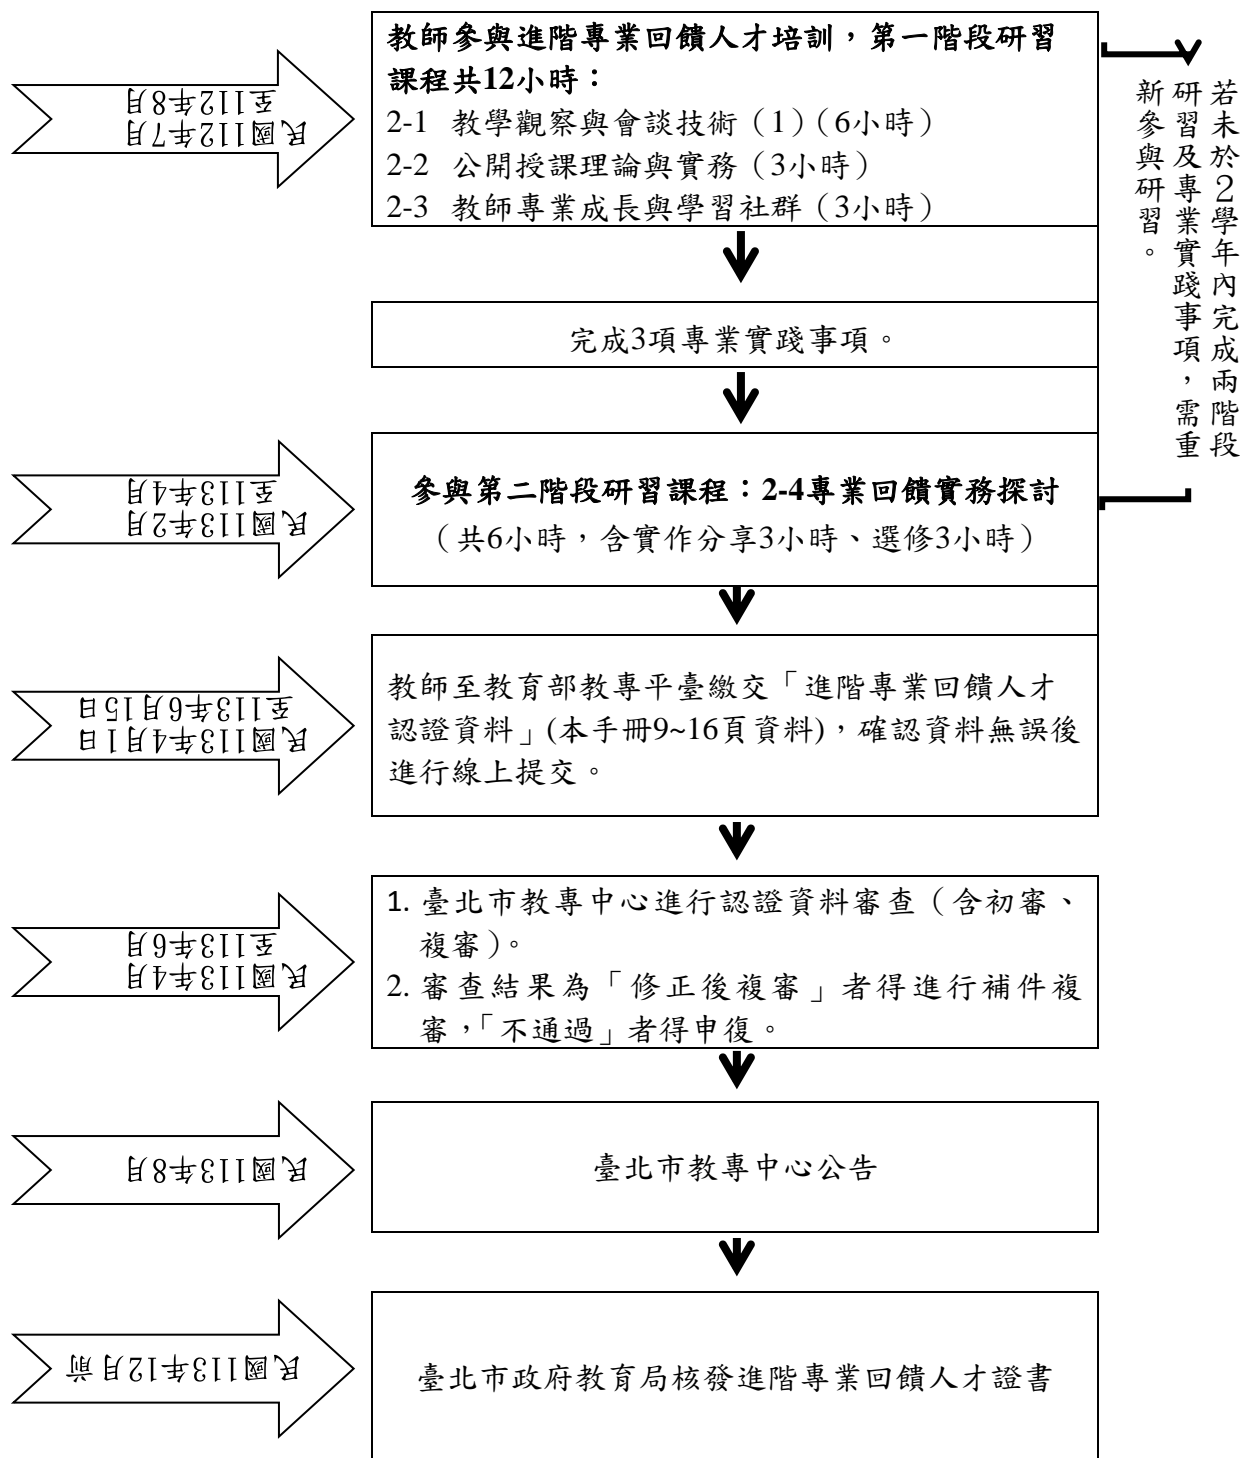 民國112年7月
至112年8月
教師參與進階專業回饋人才培訓，第一階段研習
課程共12小時：
2-1 教學觀察與會談技術（1）（6小時）
2-2 公開授課理論與實務（3小時）
2-3 教師專業成長與學習社群（3小時）
若未於2學年內完成兩階段
研習及專業實踐事項，需重
新參與研習。
完成3項專業實踐事項。
民國113年2月
至113年4月
參與第二階段研習課程：2-4專業回饋實務探討
（共6小時，含實作分享3小時、選修3小時）
民國113年4月1日
至113年6月15日
教師至教育部教專平臺繳交「進階專業回饋人才
認證資料」(本手冊9~16頁資料)，確認資料無誤後
進行線上提交。
民國113年4月
至113年6月
1. 臺北市教專中心進行認證資料審查（含初審、
複審）。
2. 審查結果為「修正後複審」者得進行補件複
審，「不通過」者得申復。
民國113年8月
臺北市教專中心公告
民國113年12月前
臺北市政府教育局核發進階專業回饋人才證書